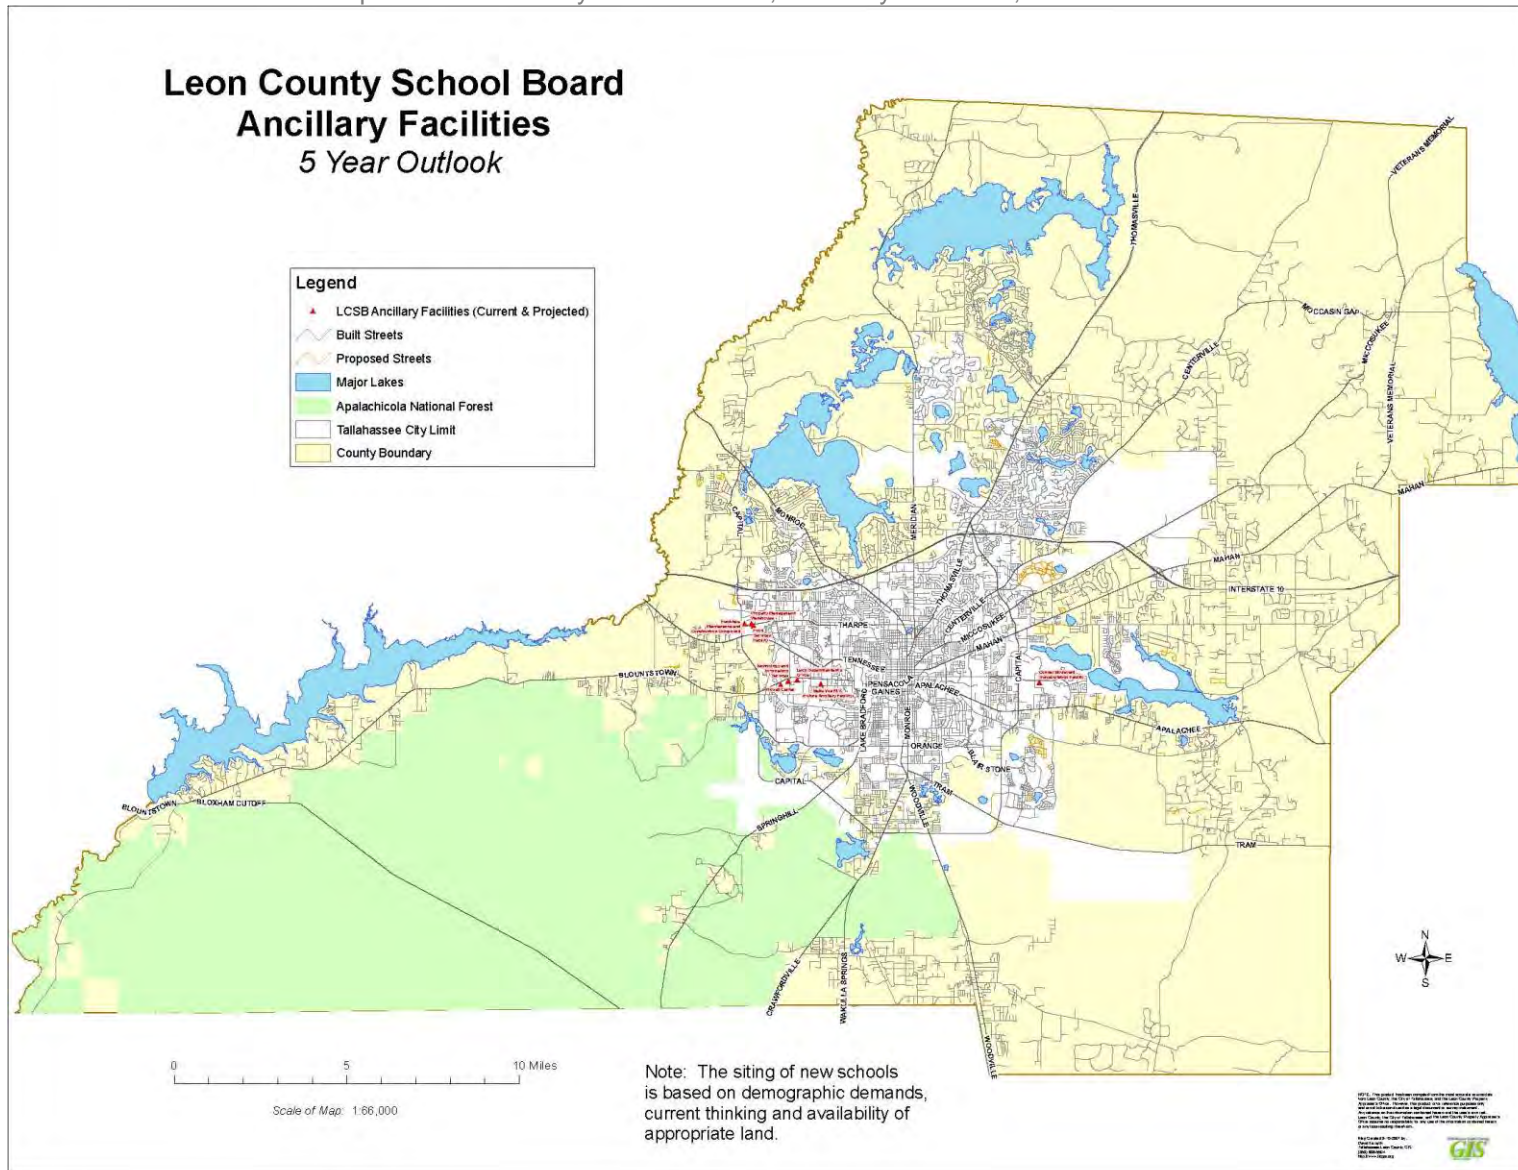 Leon County School Board
Ancillary Facilities
5 Year Outlook
Legend
LCSB Ancillary Facilities (Current & Projected)
Built Streets
Proposed Streets
Major Lakes
Apalachicola National Forest
Tallahassee City Limit
County Boundary
VETERANS MEMORIAL
THOMASVILLE
MOCCASIN GAP
MICCOSUKEE
CENTERVILLE
VETERANS MEMORIAL
MAHAN
CAPITAL
MONROE
MERIDIAN
MAHAN
INTERSTATE 10
THOMASVILLE
CENTERVILLE
MICCOSUKEE
MAHAN
THARPE
TENNESSEE
BLOUNTSTOWN
PENSACO
GAINES
APALACHEE
CAPITAL
LAKE BRADFORD
MONROE
ORANGE
BLAIR STONE
APALACHEE
CAPITAL
TRAM
WOODVILLE
BLOUNTSTOWN
BLOXHAM CUTOFF
SPRINGHILL
TRAM
CRAWFORDVILLE
WAKULLA SPRINGS
WOODVILLE
N
W E
S
0 5 10 Miles
Scale of Map: 1:66,000
Note: The siting of new schools
is based on demographic demands,
current thinking and availability of
appropriate land.
GIS